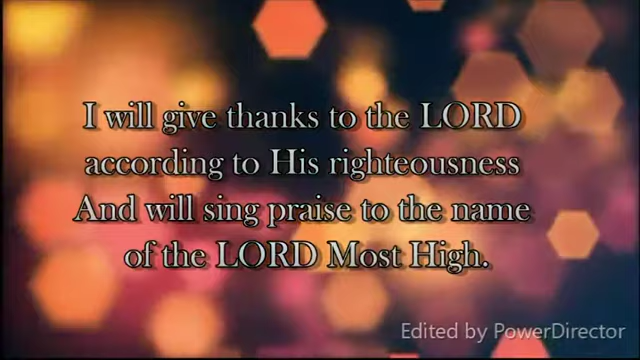 I will give thanks to the LORD
according to His righteousness
And will sing praise to the name
of the LORD Most High.
Edited by PowerDirector